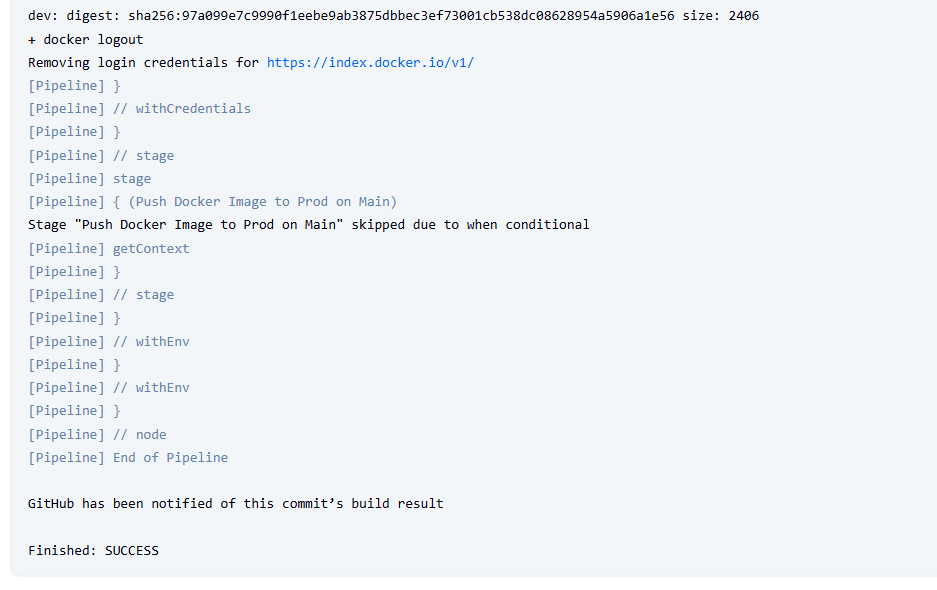 dev: digest: sha256:97a099e7c9990f1eebe9ab3875dbbec3ef73001cb538dc08628954a5906a1e56 size: 2406
+ docker logout
Removing login credentials for https://index.docker.io/v1/
[Pipeline] }
[Pipeline] // withCredentials
[Pipeline] }
[Pipeline] // stage
[Pipeline] stage
[Pipeline] { (Push Docker Image to Prod on Main)
Stage "Push Docker Image to Prod on Main" skipped due to when conditional
[Pipeline] getContext
[Pipeline] }
[Pipeline] // stage
[Pipeline] }
[Pipeline] // withEnv
[Pipeline] }
[Pipeline] // withEnv
[Pipeline] }
[Pipeline] // node
[Pipeline] End of Pipeline
GitHub has been notified of this commit’s build result
Finished: SUCCESS